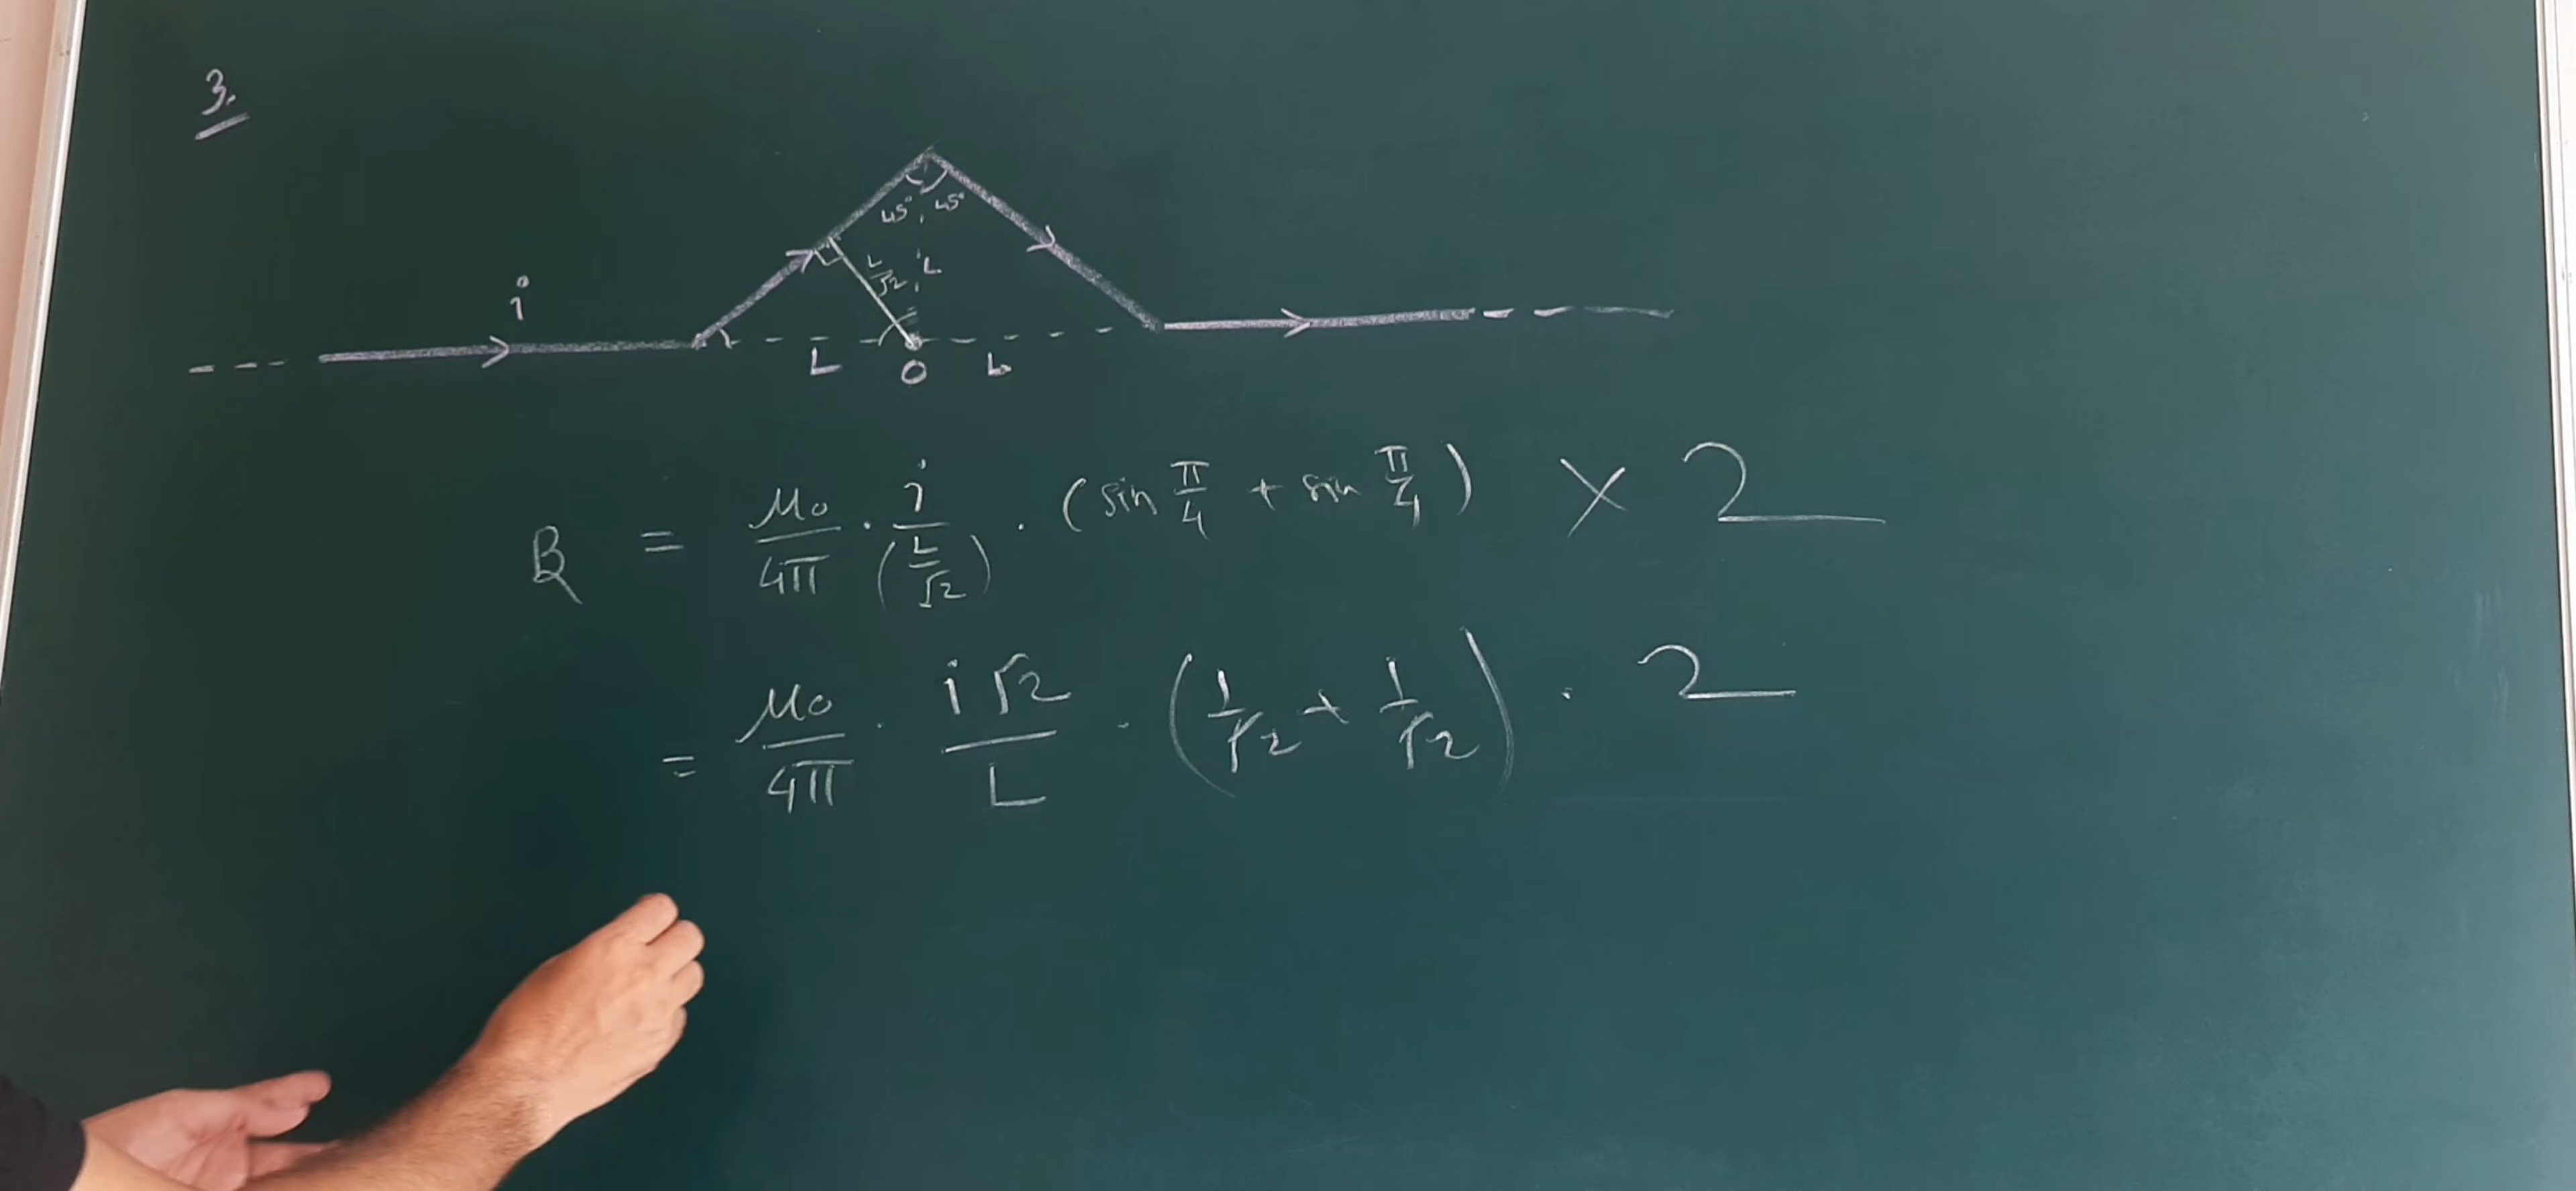 3.
45° 45°
i
L/√2 L
L O L
B = μ₀/4π · i/(L/√2) · (sin π/4 + sin π/4) × 2
= μ₀/4π · i√2/L · (1/√2 + 1/√2) · 2